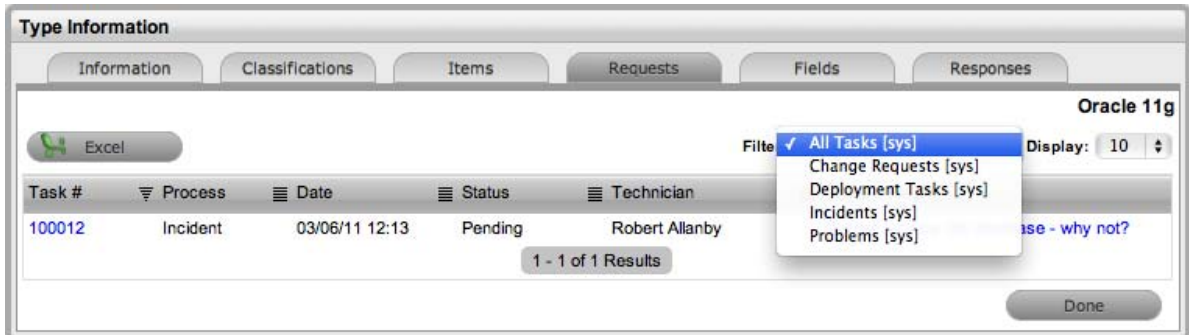 Type Information
Information Classifications Items Requests Fields Responses
Oracle 11g
Excel
Filte ✓ All Tasks [sys] Display: 10
Change Requests [sys]
Deployment Tasks [sys]
Incidents [sys]
Problems [sys]
Task # Process Date Status Technician
100012 Incident 03/06/11 12:13 Pending Robert Allanby - why not?
1 - 1 of 1 Results
Done